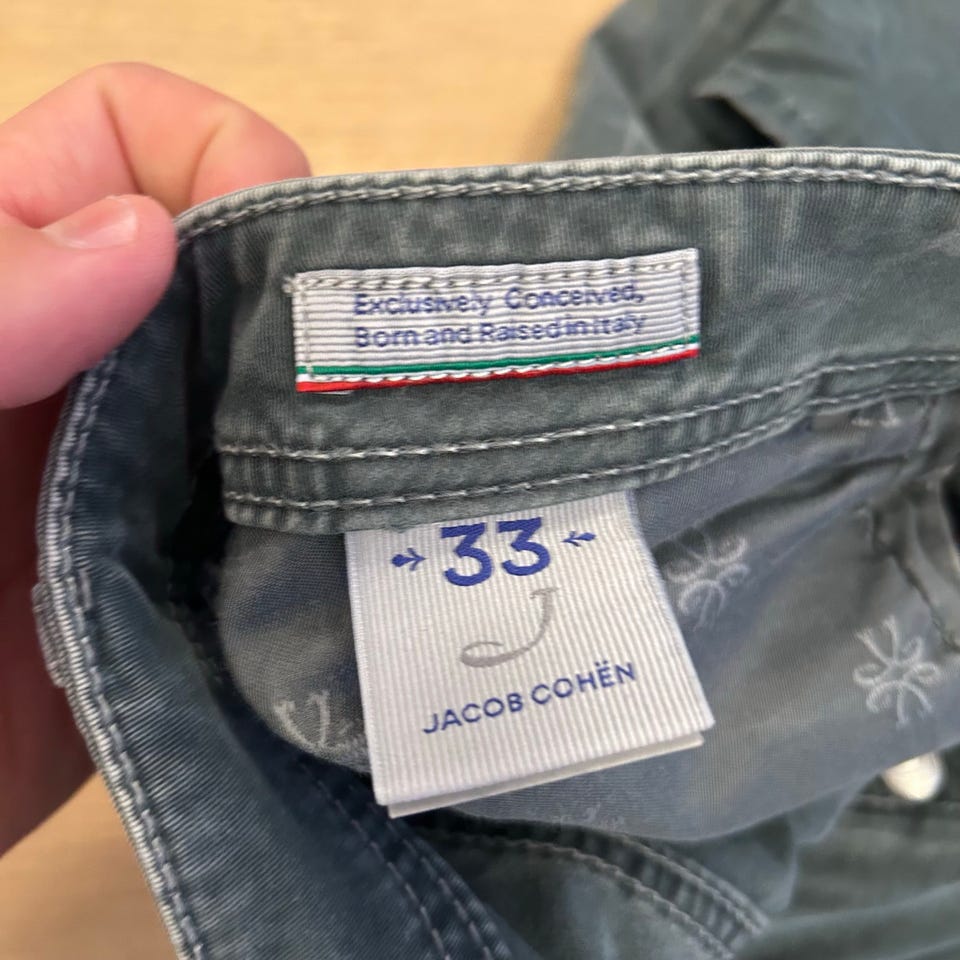 Exclusively Conceived,
Born and Raised in Italy
33
J
JACOB COHËN